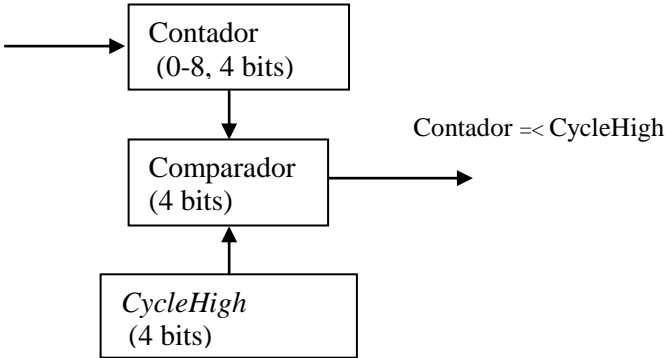 Contador
(0-8, 4 bits)
Contador =< CycleHigh
Comparador
(4 bits)
CycleHigh
(4 bits)